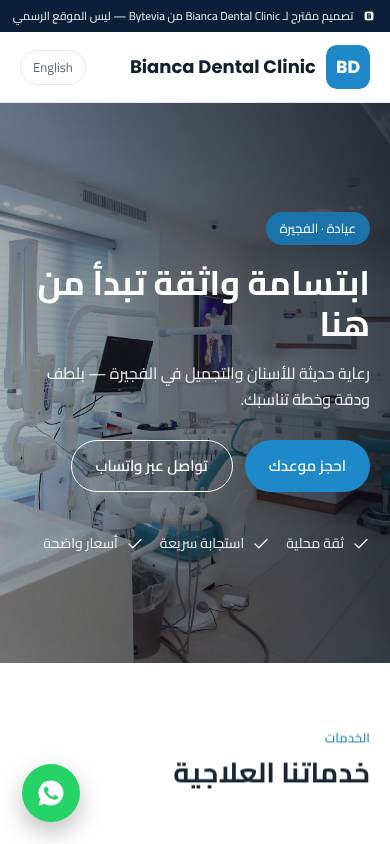 تصميم مقترح لـ Bianca Dental Clinic من Bytevia — ليس الموقع الرسمي
BD
Bianca Dental Clinic
English
عيادة · الفجيرة
ابتسامة واثقة تبدأ من
هنا
رعاية حديثة للأسنان والتجميل في الفجيرة — بلطف
ودقة وخطة تناسبك.
احجز موعدك
تواصل عبر واتساب
ثقة محلية
استجابة سريعة
أسعار واضحة
الخدمات
خدماتنا العلاجية